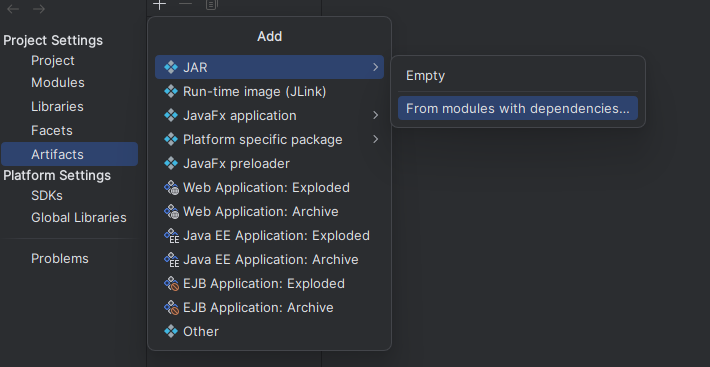 Project Settings
Project
Modules
Libraries
Facets
Artifacts
Platform Settings
SDKs
Global Libraries
Problems
Add
JAR
Run-time image (JLink)
JavaFx application
Platform specific package
JavaFx preloader
Web Application: Exploded
Web Application: Archive
EE Java EE Application: Exploded
EE Java EE Application: Archive
EJB Application: Exploded
EJB Application: Archive
Other
Empty
From modules with dependencies...